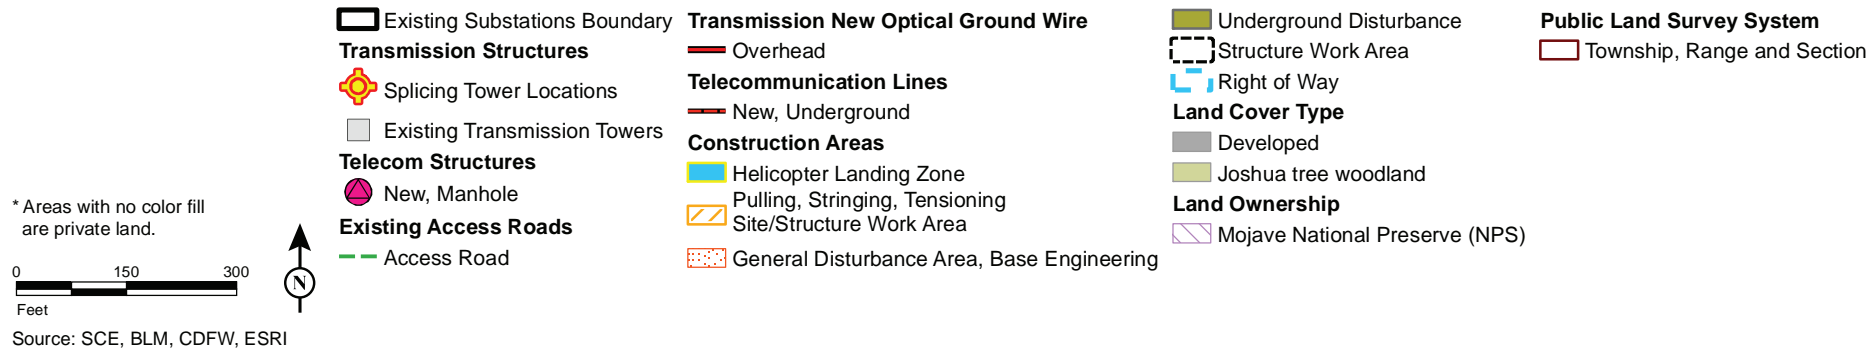 * Areas with no color fill
are private land.
0 150 300
Feet
N
Source: SCE, BLM, CDFW, ESRI
Existing Substations Boundary
Transmission Structures
Splicing Tower Locations
Existing Transmission Towers
Telecom Structures
New, Manhole
Existing Access Roads
Access Road
Transmission New Optical Ground Wire
Overhead
Telecommunication Lines
New, Underground
Construction Areas
Helicopter Landing Zone
Pulling, Stringing, Tensioning
Site/Structure Work Area
General Disturbance Area, Base Engineering
Underground Disturbance
Structure Work Area
Right of Way
Land Cover Type
Developed
Joshua tree woodland
Land Ownership
Mojave National Preserve (NPS)
Public Land Survey System
Township, Range and Section